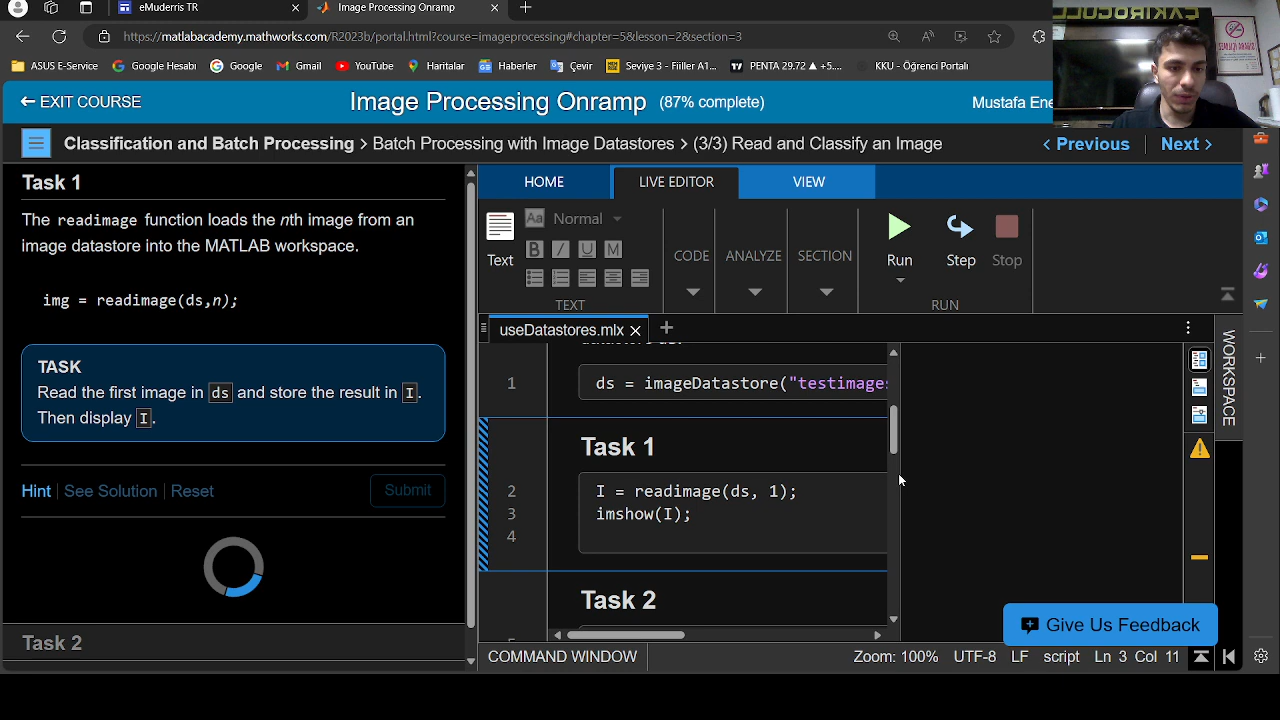 eMuderris TR
Image Processing Onramp
https://matlabacademy.mathworks.com/R2023b/portal.html?course=imageprocessing#chapter=5&lesson=2&section=3
ASUS E-Service
Google Hesabı
Google
Gmail
YouTube
Haritalar
Haberler
Çevir
Seviye 3 - Fiiler A1...
PENTA 29.72 ▲ +5....
KKU - Öğrenci Portalı
← EXIT COURSE
Image Processing Onramp (87% complete)
Mustafa Ene
Classification and Batch Processing > Batch Processing with Image Datastores > (3/3) Read and Classify an Image
< Previous
Next >
Task 1
The readimage function loads the nth image from an
image datastore into the MATLAB workspace.
img = readimage(ds,n);
TASK
Read the first image in ds and store the result in I.
Then display I.
Hint | See Solution | Reset
Submit
Task 2
HOME
LIVE EDITOR
VIEW
Text
Aa Normal
B I U M
TEXT
CODE
ANALYZE
SECTION
Run
Step
Stop
RUN
useDatastores.mlx
WORKSPACE
1 ds = imageDatastore("testimages
Task 1
2 I = readimage(ds, 1);
3 imshow(I);
4
Task 2
Give Us Feedback
COMMAND WINDOW
Zoom: 100% UTF-8 LF script Ln 3 Col 11